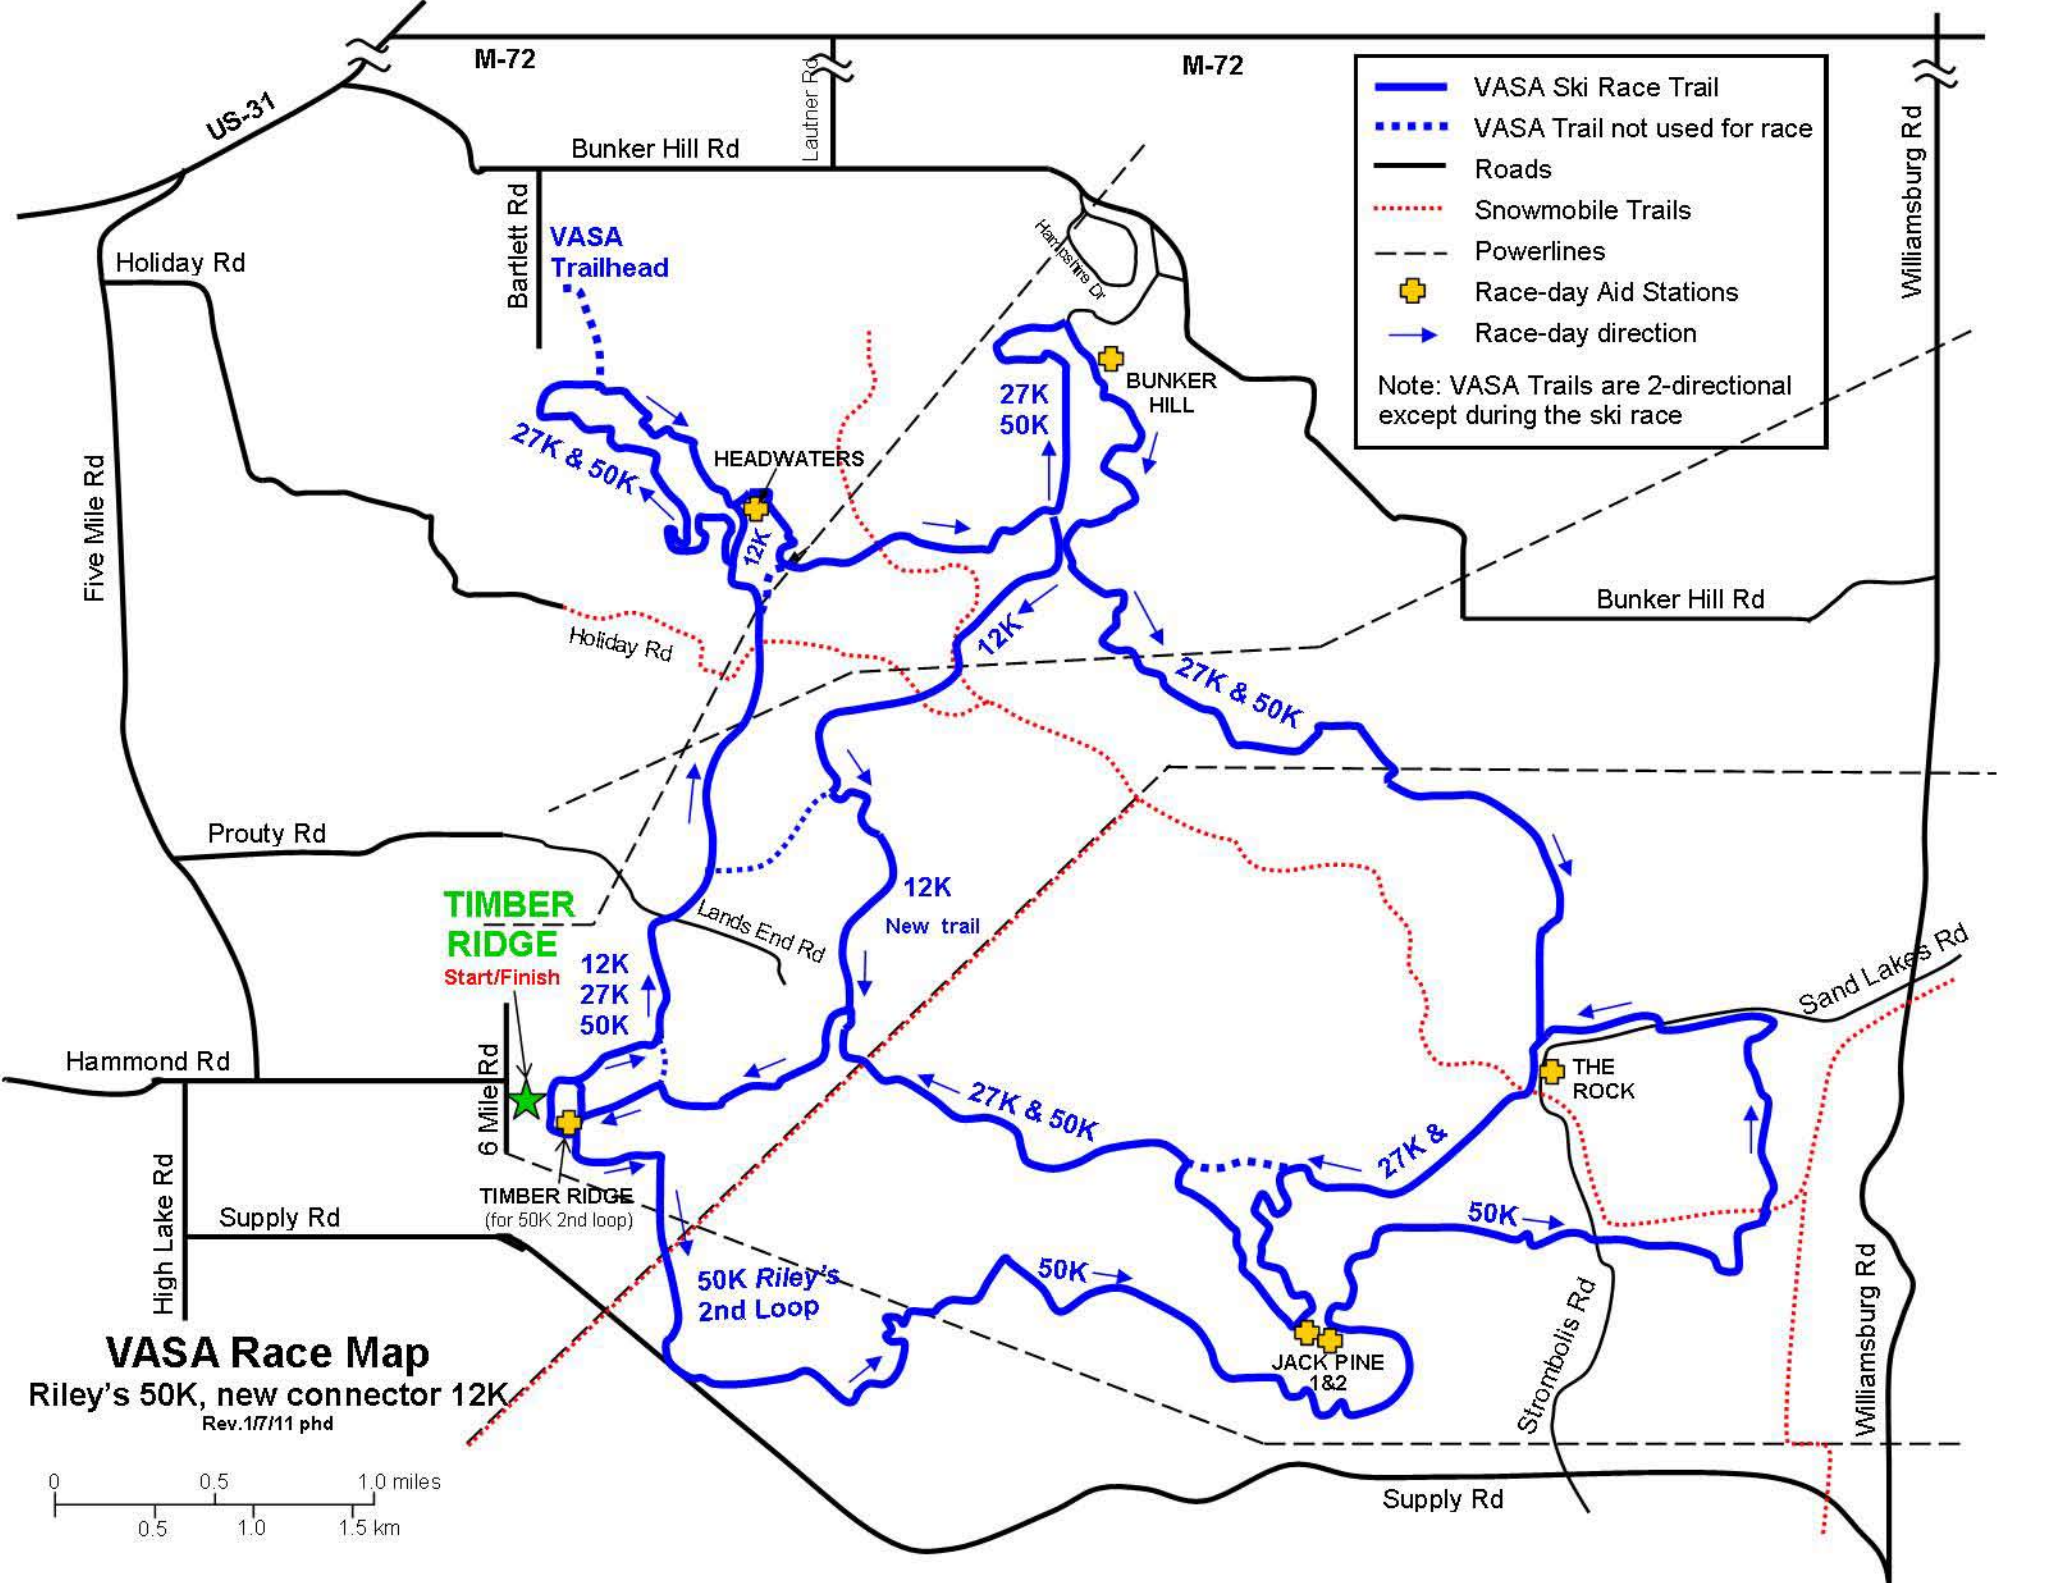 M-72
M-72
US-31
Lautner Rd
Bunker Hill Rd
Bartlett Rd
Holiday Rd
VASA
Trailhead
Hampshire Dr
Williamsburg Rd
VASA Ski Race Trail
VASA Trail not used for race
Roads
Snowmobile Trails
Powerlines
Race-day Aid Stations
Race-day direction
Note: VASA Trails are 2-directional
except during the ski race
BUNKER
HILL
27K
50K
27K & 50K
HEADWATERS
12K
Five Mile Rd
Holiday Rd
12K
Bunker Hill Rd
27K & 50K
Prouty Rd
12K
New trail
Lands End Rd
TIMBER
RIDGE
Start/Finish
12K
27K
50K
Sand Lakes Rd
Hammond Rd
6 Mile Rd
THE
ROCK
27K & 50K
27K &
High Lake Rd
TIMBER RIDGE
(for 50K 2nd loop)
Supply Rd
50K
50K Riley's
2nd Loop
50K
Strombolis Rd
Williamsburg Rd
JACK PINE
1&2
VASA Race Map
Riley's 50K, new connector 12K
Rev.1/7/11 phd
0 0.5 1.0 miles
0.5 1.0 1.5 km
Supply Rd